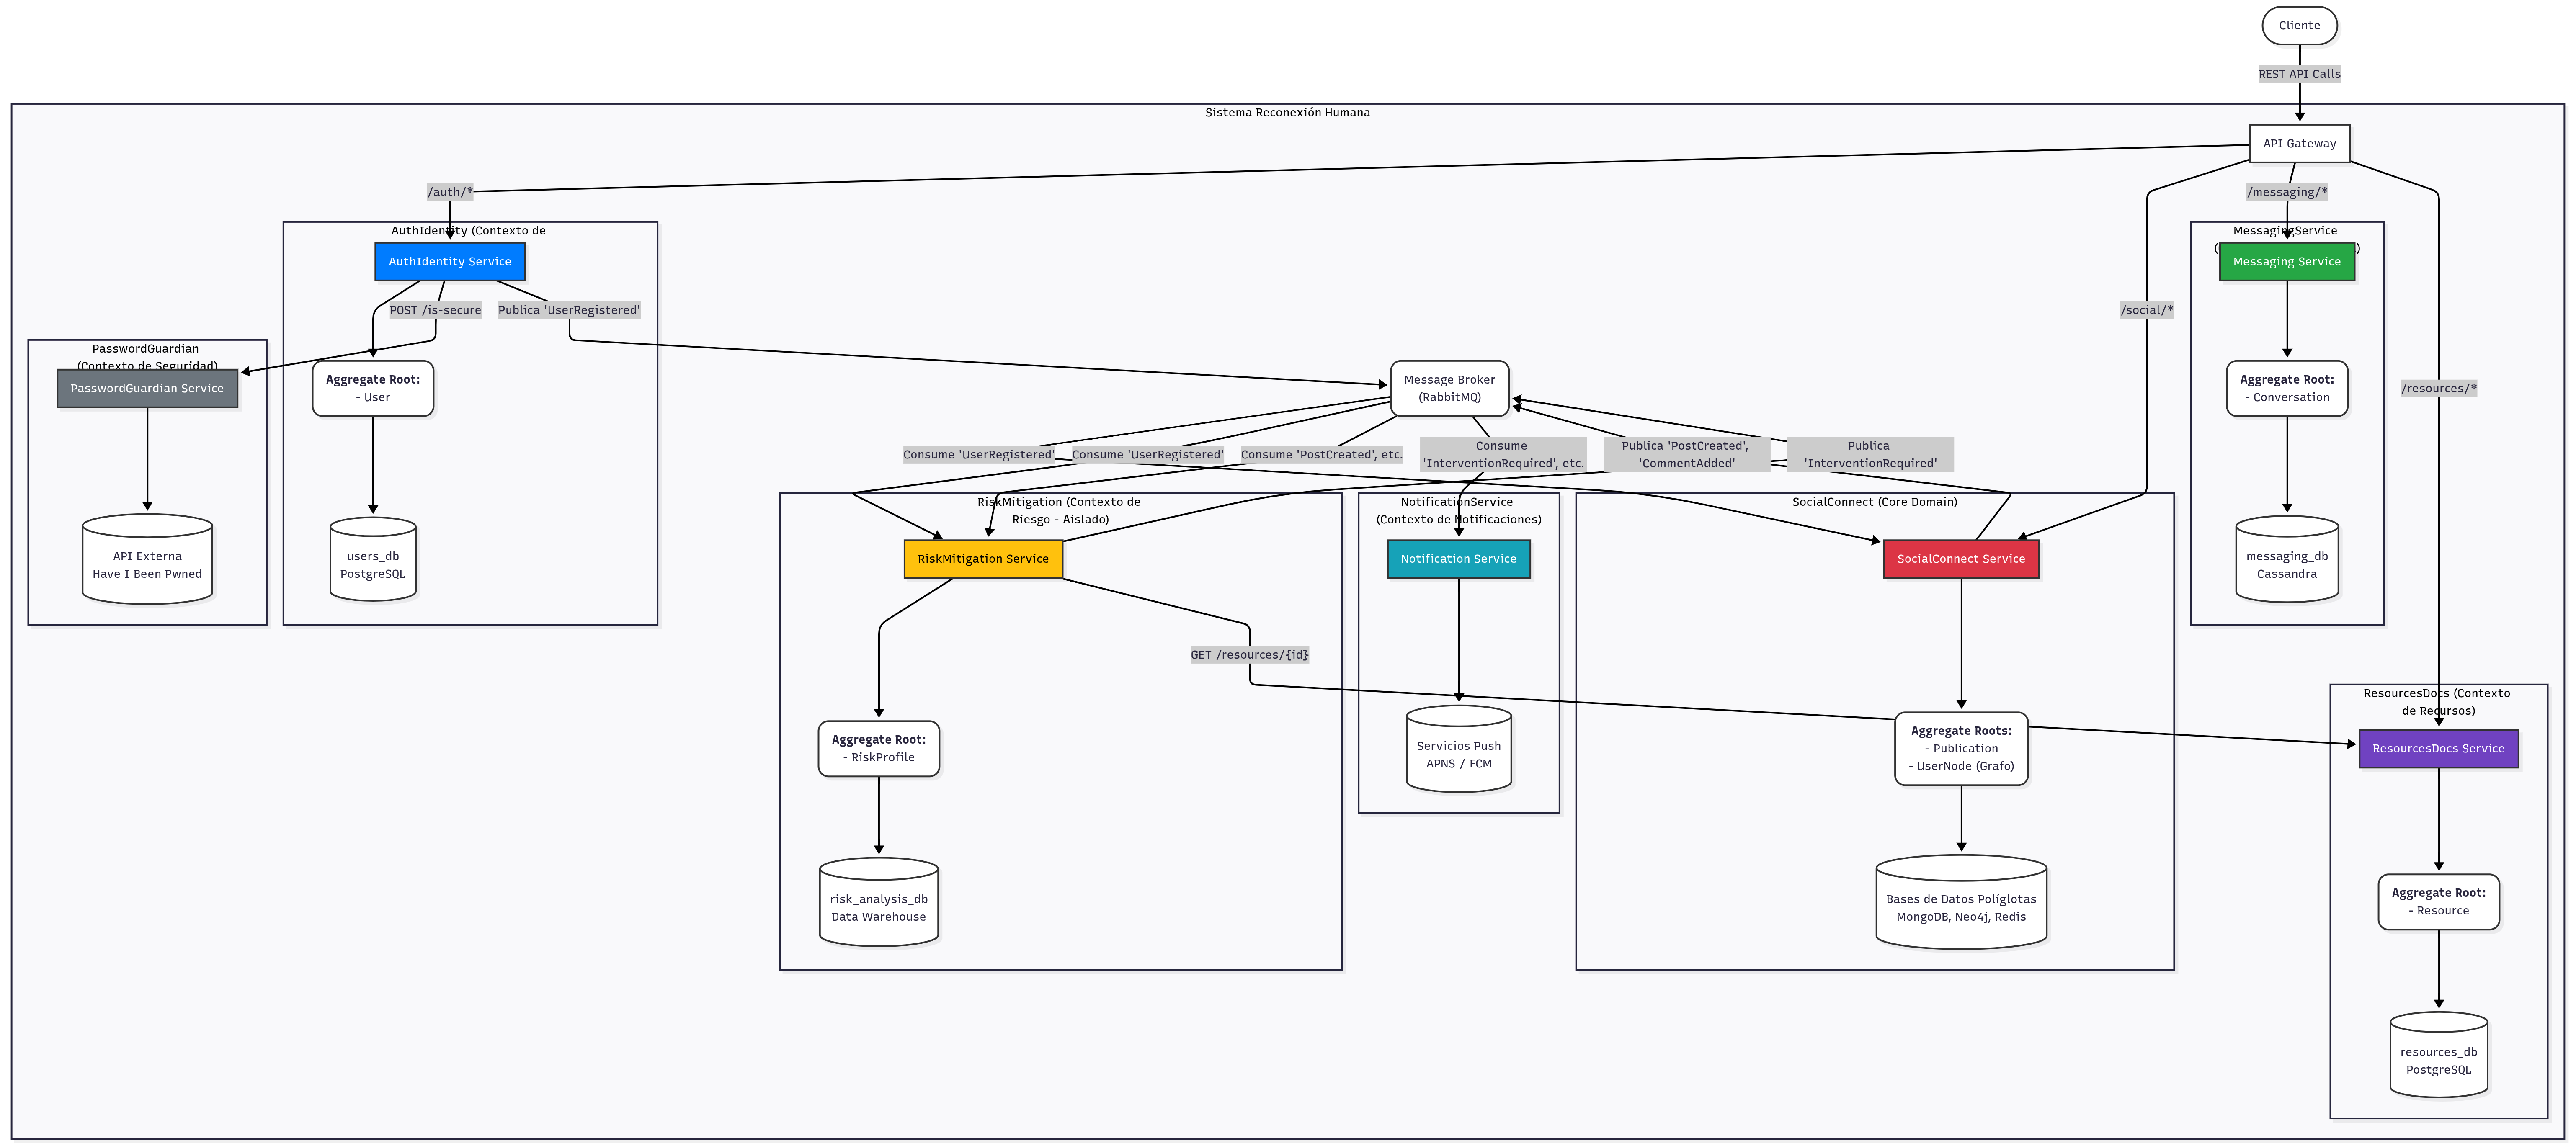 Cliente
REST API Calls
Sistema Reconexión Humana
API Gateway
/auth/*
/messaging/*
AuthIdentity (Contexto de
AuthIdentity Service
MessagingService
Messaging Service
POST /is-secure
Publica 'UserRegistered'
/social/*
PasswordGuardian
(Contexto de Seguridad)
PasswordGuardian Service
Aggregate Root:
- User
Message Broker
(RabbitMQ)
Aggregate Root:
- Conversation
/resources/*
Consume 'UserRegistered'
Consume 'UserRegistered'
Consume 'PostCreated', etc.
Consume
'InterventionRequired', etc.
Publica 'PostCreated',
'CommentAdded'
Publica
'InterventionRequired'
RiskMitigation (Contexto de
Riesgo - Aislado)
NotificationService
(Contexto de Notificaciones)
SocialConnect (Core Domain)
API Externa
Have I Been Pwned
users_db
PostgreSQL
RiskMitigation Service
Notification Service
SocialConnect Service
messaging_db
Cassandra
GET /resources/{id}
ResourcesDocs (Contexto
de Recursos)
Aggregate Root:
- RiskProfile
Servicios Push
APNS / FCM
Aggregate Roots:
- Publication
- UserNode (Grafo)
ResourcesDocs Service
risk_analysis_db
Data Warehouse
Bases de Datos Políglotas
MongoDB, Neo4j, Redis
Aggregate Root:
- Resource
resources_db
PostgreSQL